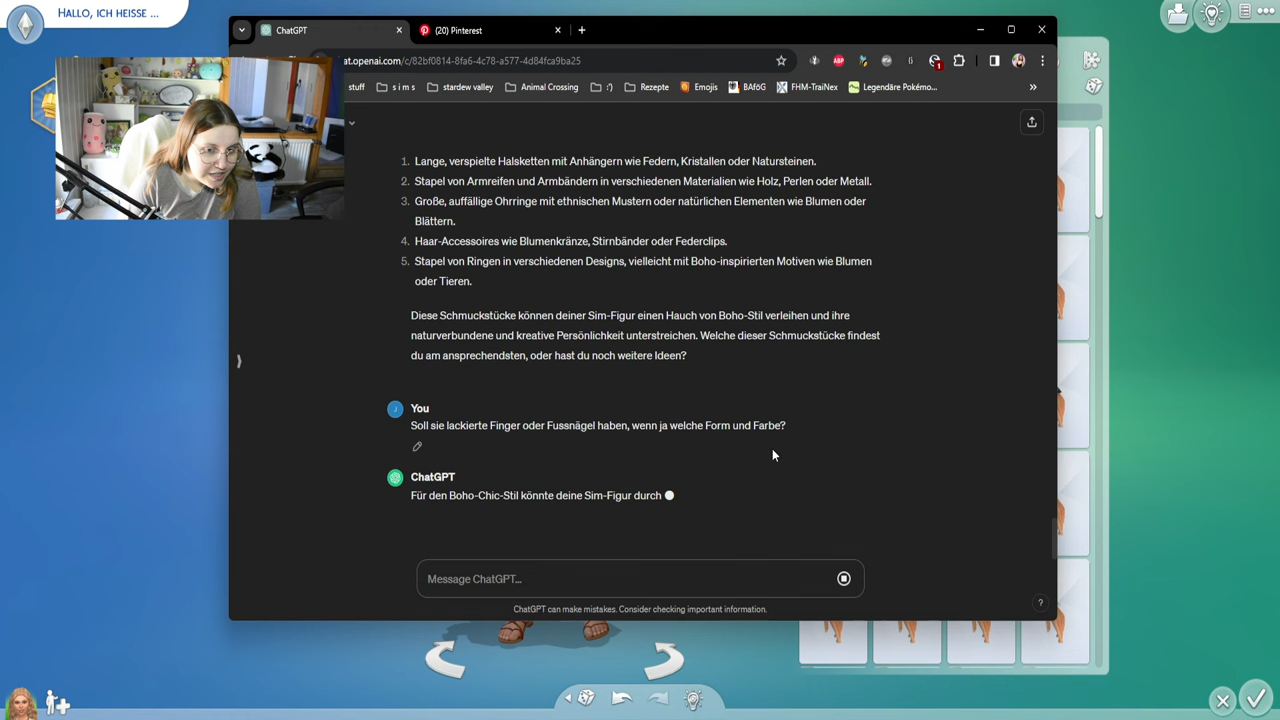 HALLO, ICH HEISSE ...
ChatGPT
(20) Pinterest
at.openai.com/c/82bf0814-8fa6-4c78-a577-4d84fca9ba25
1
stuff
s i m s
stardew valley
Animal Crossing
:')
Rezepte
Emojis
BAföG
FHM-TraiNex
Legendäre Pokémo...
1. Lange, verspielte Halsketten mit Anhängern wie Federn, Kristallen oder Natursteinen.
2. Stapel von Armreifen und Armbändern in verschiedenen Materialien wie Holz, Perlen oder Metall.
3. Große, auffällige Ohrringe mit ethnischen Mustern oder natürlichen Elementen wie Blumen oder
Blättern.
4. Haar-Accessoires wie Blumenkränze, Stirnbänder oder Federclips.
5. Stapel von Ringen in verschiedenen Designs, vielleicht mit Boho-inspirierten Motiven wie Blumen
oder Tieren.
Diese Schmuckstücke können deiner Sim-Figur einen Hauch von Boho-Stil verleihen und ihre
naturverbundene und kreative Persönlichkeit unterstreichen. Welche dieser Schmuckstücke findest
du am ansprechendsten, oder hast du noch weitere Ideen?
You
Soll sie lackierte Finger oder Fussnägel haben, wenn ja welche Form und Farbe?
ChatGPT
Für den Boho-Chic-Stil könnte deine Sim-Figur durch
Message ChatGPT...
ChatGPT can make mistakes. Consider checking important information.
?